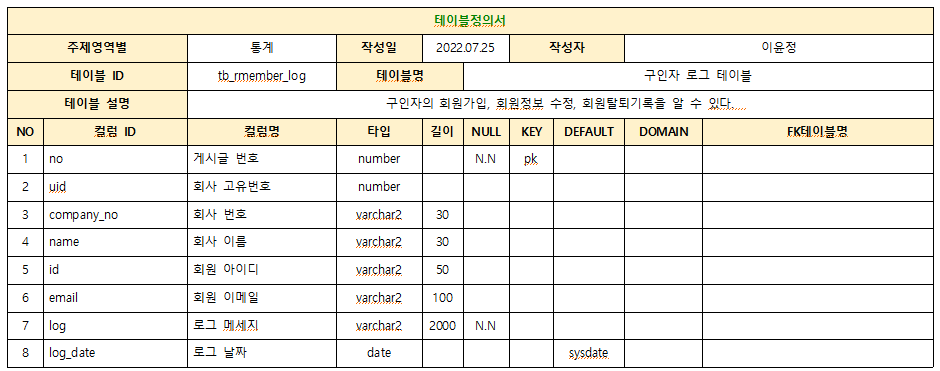 테이블정의서
주제영역별 통계 작성일 2022.07.25 작성자 이윤정
테이블 ID tb_rmember_log 테이블명 구인자 로그 테이블
테이블 설명 구인자의 회원가입, 회원정보 수정, 회원탈퇴기록을 알 수 있다.
NO 컬럼 ID 컬럼명 타입 길이 NULL KEY DEFAULT DOMAIN FK테이블명
1 no 게시글 번호 number N.N pk
2 uid 회사 고유번호 number
3 company_no 회사 번호 varchar2 30
4 name 회사 이름 varchar2 30
5 id 회원 아이디 varchar2 50
6 email 회원 이메일 varchar2 100
7 log 로그 메세지 varchar2 2000 N.N
8 log_date 로그 날짜 date sysdate